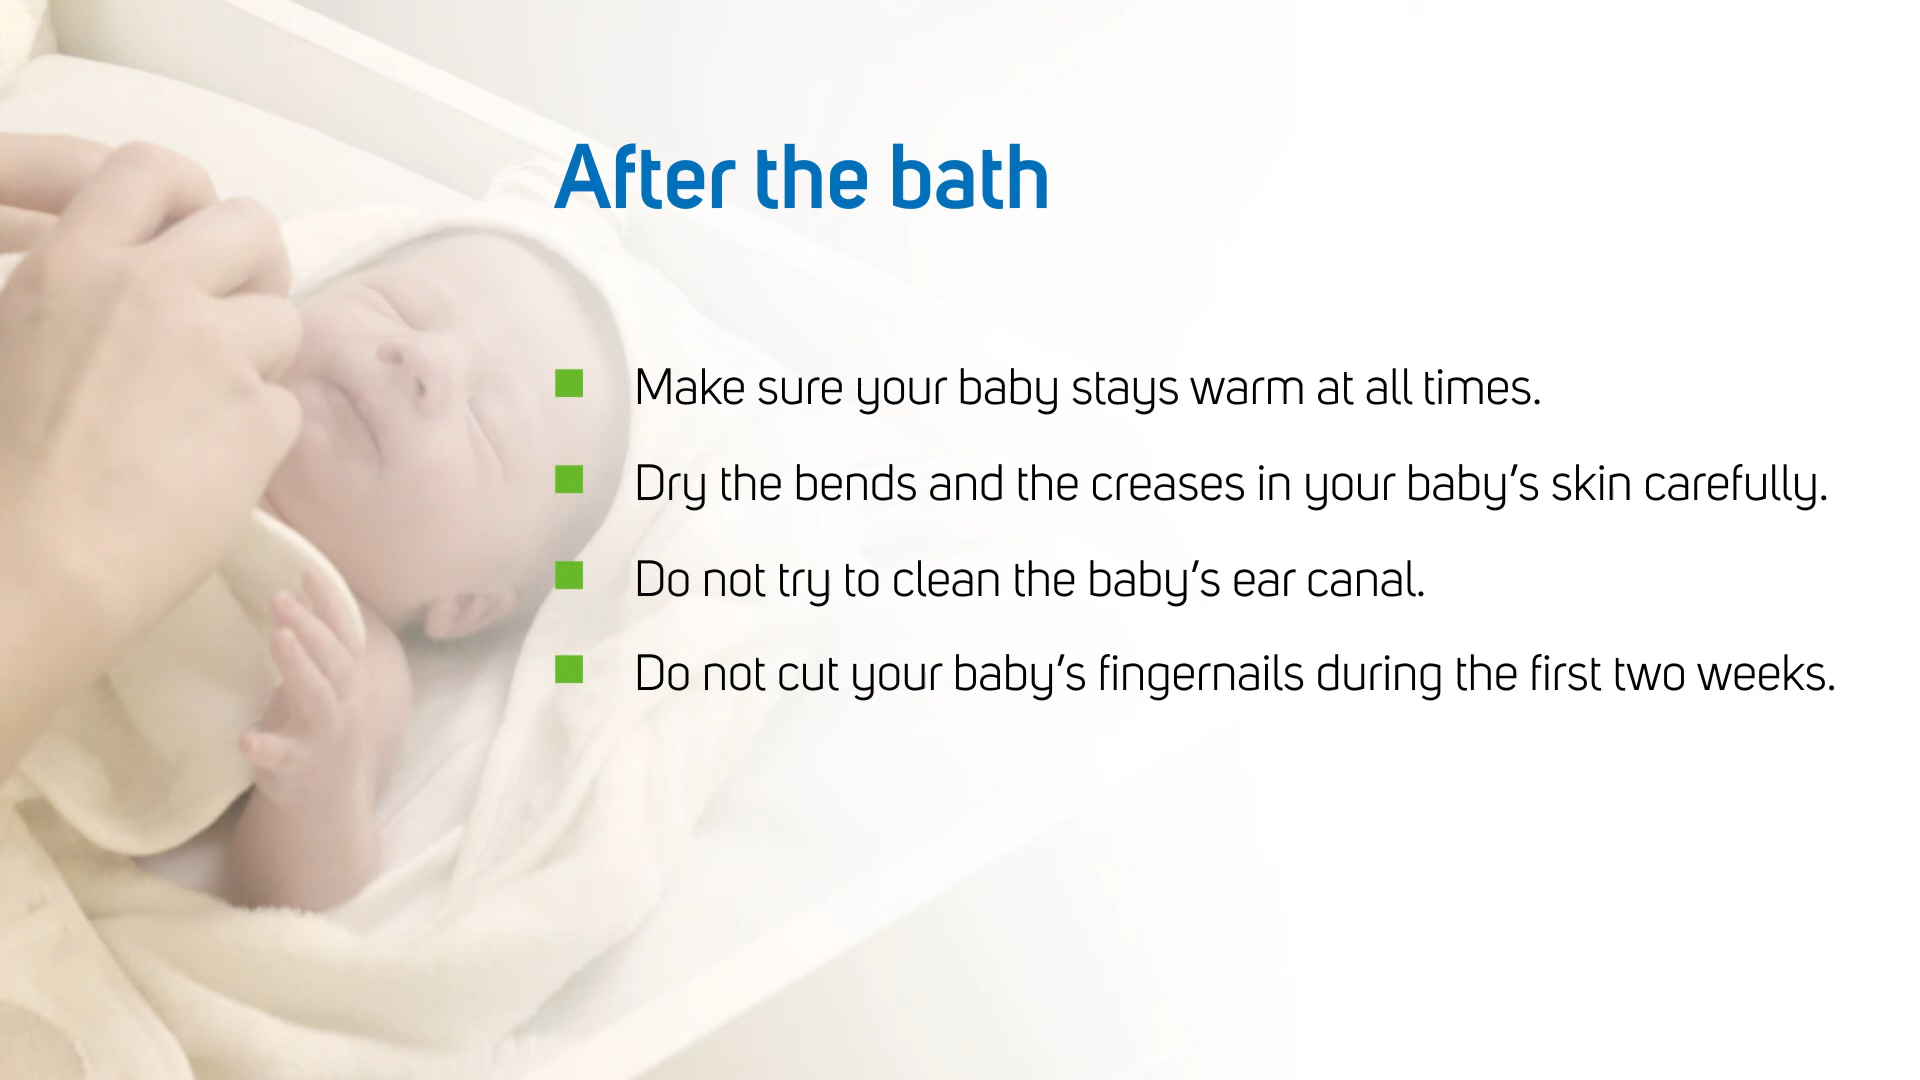 After the bath
Make sure your baby stays warm at all times.
Dry the bends and the creases in your baby’s skin carefully.
Do not try to clean the baby’s ear canal.
Do not cut your baby’s fingernails during the first two weeks.